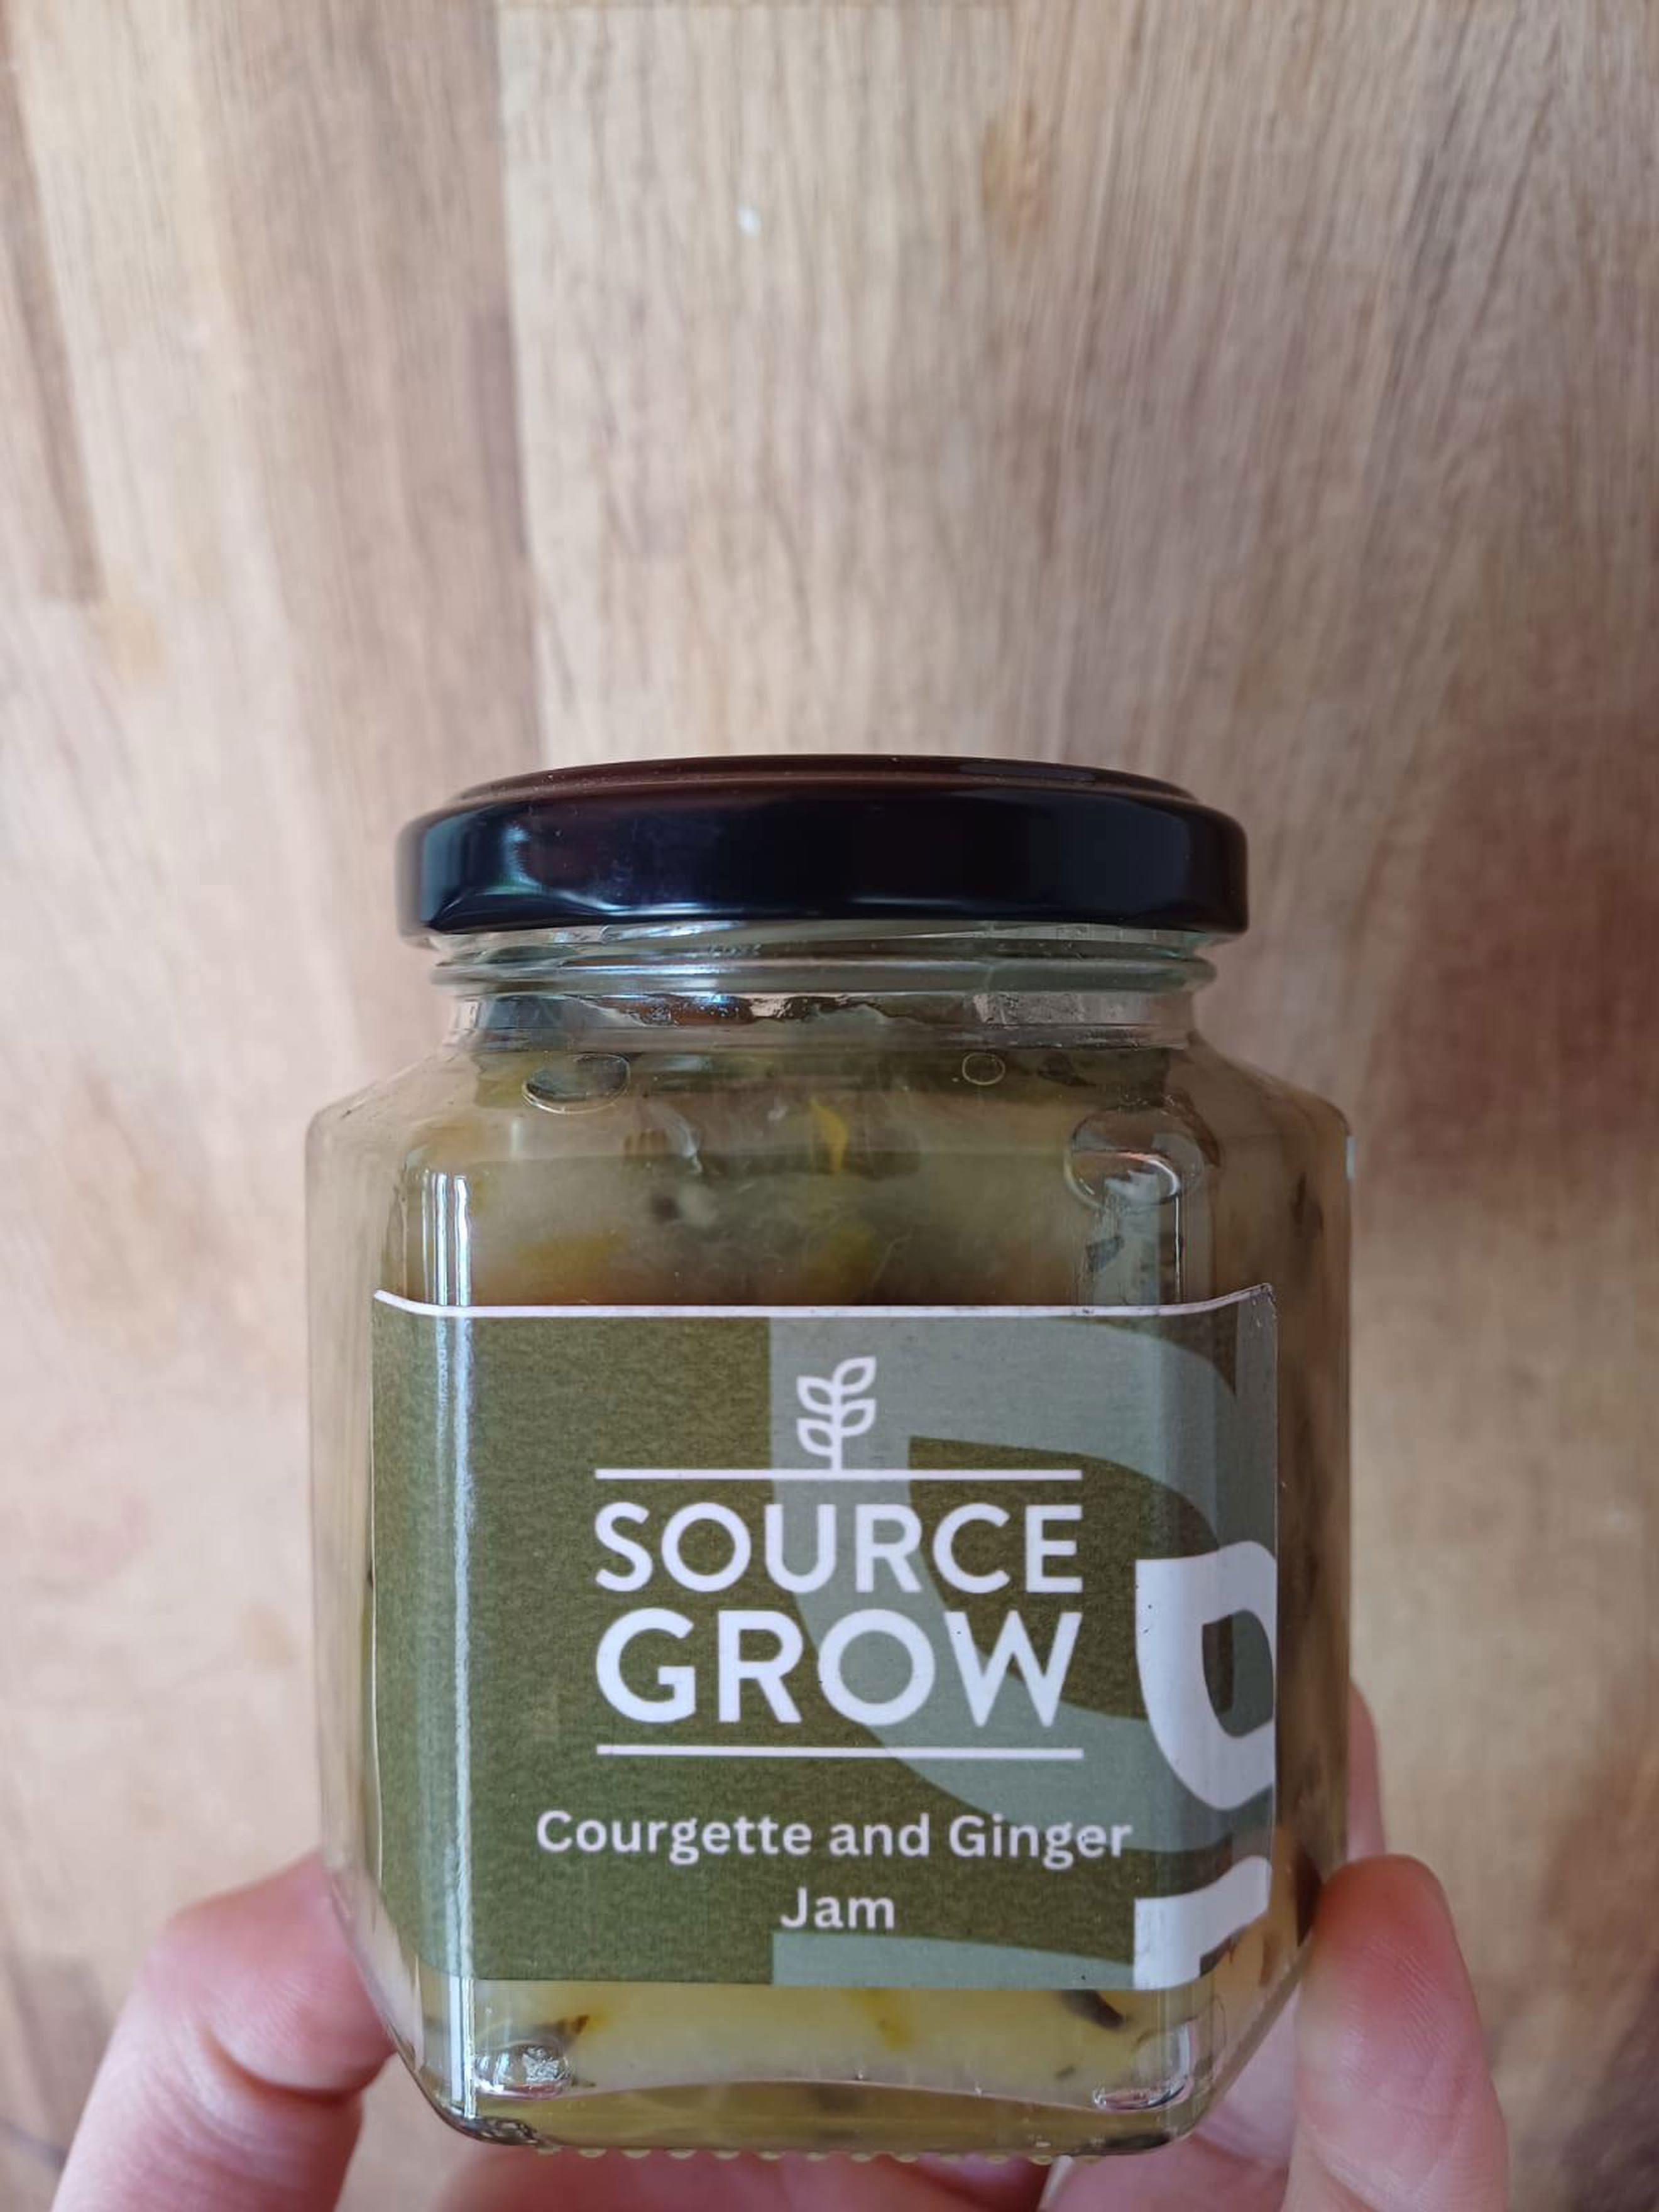 SOURCE
GROW
Courgette and Ginger
Jam